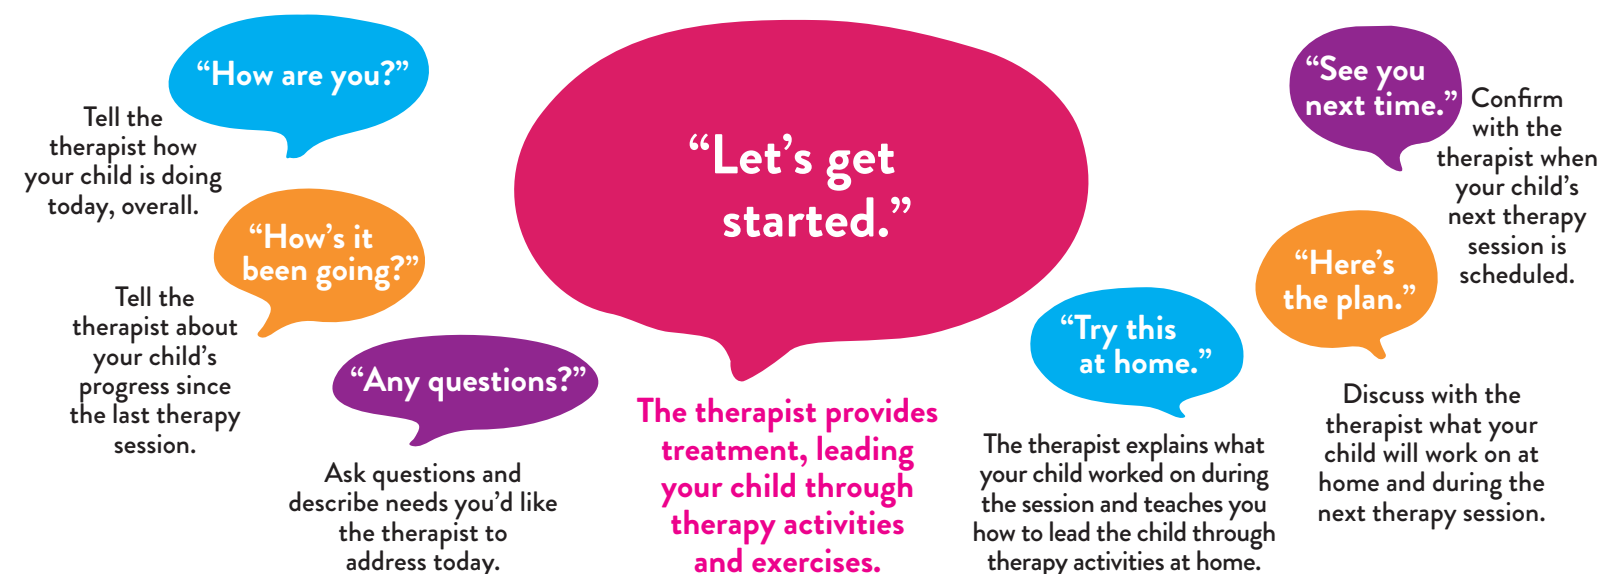 “How are you?”
Tell the
therapist how
your child is doing
today, overall.
“How’s it
been going?”
Tell the
therapist about
your child’s
progress since
the last therapy
session.
“Any questions?”
Ask questions and
describe needs you’d like
the therapist to
address today.
“Let’s get
started.”
The therapist provides
treatment, leading
your child through
therapy activities
and exercises.
“Try this
at home.”
The therapist explains what
your child worked on during
the session and teaches you
how to lead the child through
therapy activities at home.
“Here’s
the plan.”
Discuss with the
therapist what your
child will work on at
home and during the
next therapy session.
“See you
next time.”
Confirm
with the
therapist when
your child’s
next therapy
session is
scheduled.